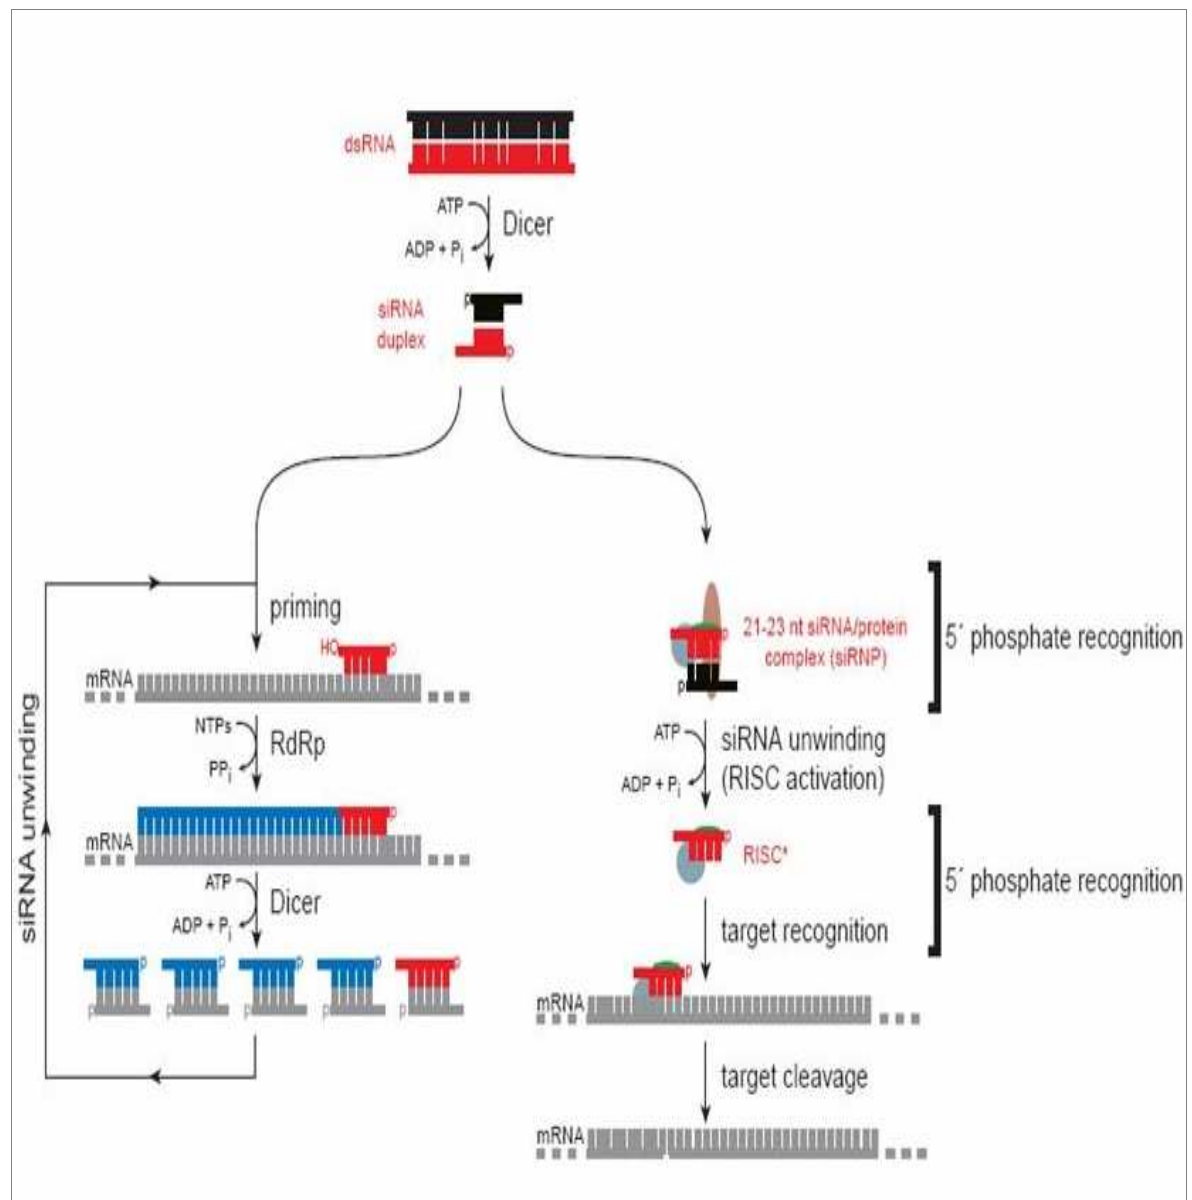 dsRNA
ATP
Dicer
ADP + Pi
p
siRNA
duplex
p
priming
HO
p
mRNA
NTPs
RdRp
PPi
p
mRNA
ATP
Dicer
ADP + Pi
p p p p p
p p p p p
siRNA unwinding
p
21-23 nt siRNA/protein
complex (siRNP)
p
5´ phosphate recognition
ATP
siRNA unwinding
(RISC activation)
ADP + Pi
p
RISC*
5´ phosphate recognition
target recognition
p
mRNA
target cleavage
mRNA